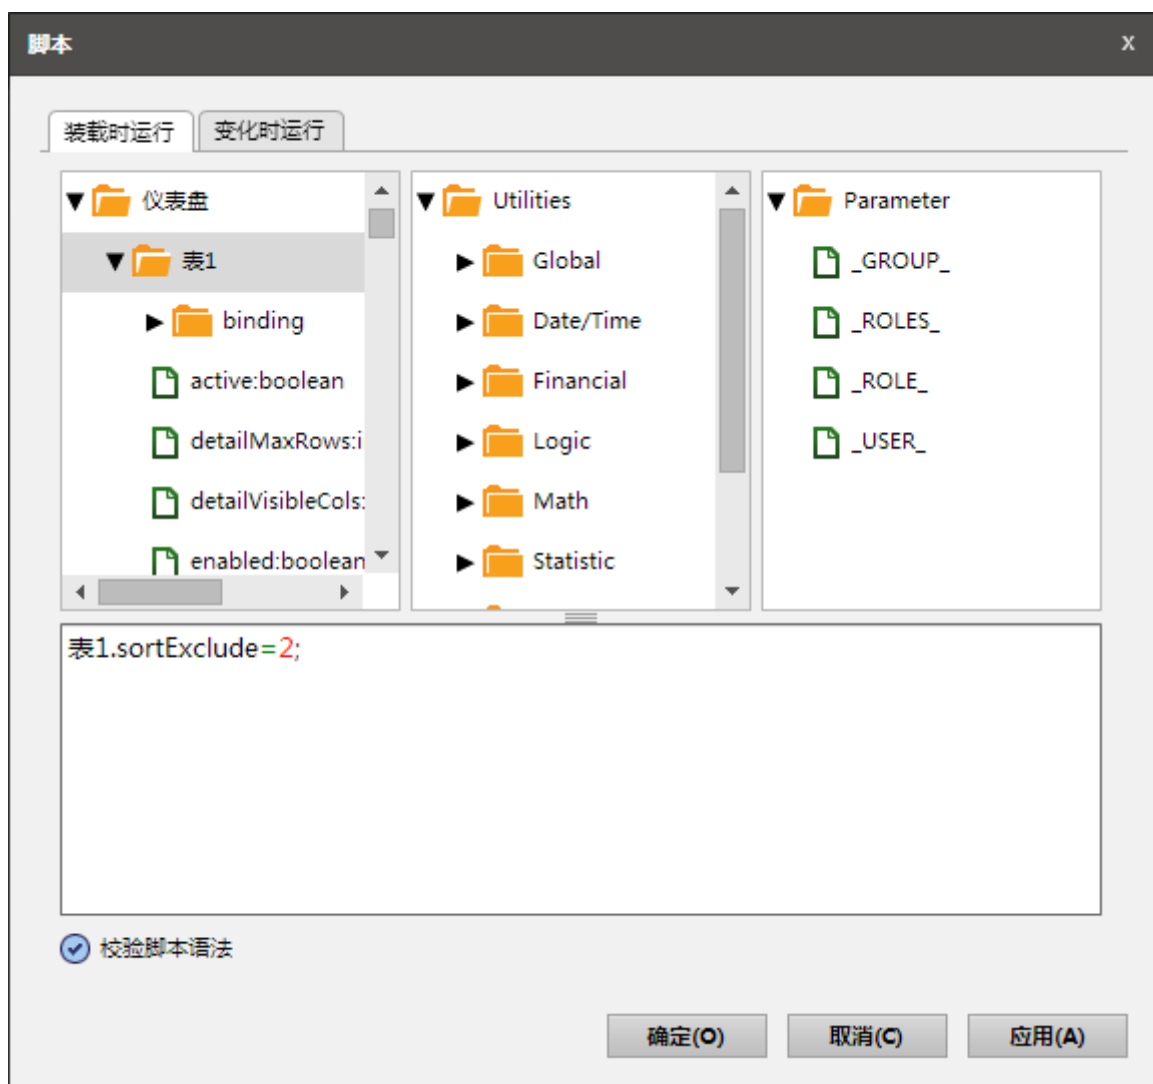 脚本
x
装载时运行
变化时运行
仪表盘
表1
binding
active:boolean
detailMaxRows:i
detailVisibleCols:
enabled:boolean
Utilities
Global
Date/Time
Financial
Logic
Math
Statistic
Parameter
_GROUP_
_ROLES_
_ROLE_
_USER_
表1.sortExclude=2;
校验脚本语法
确定(O)
取消(C)
应用(A)